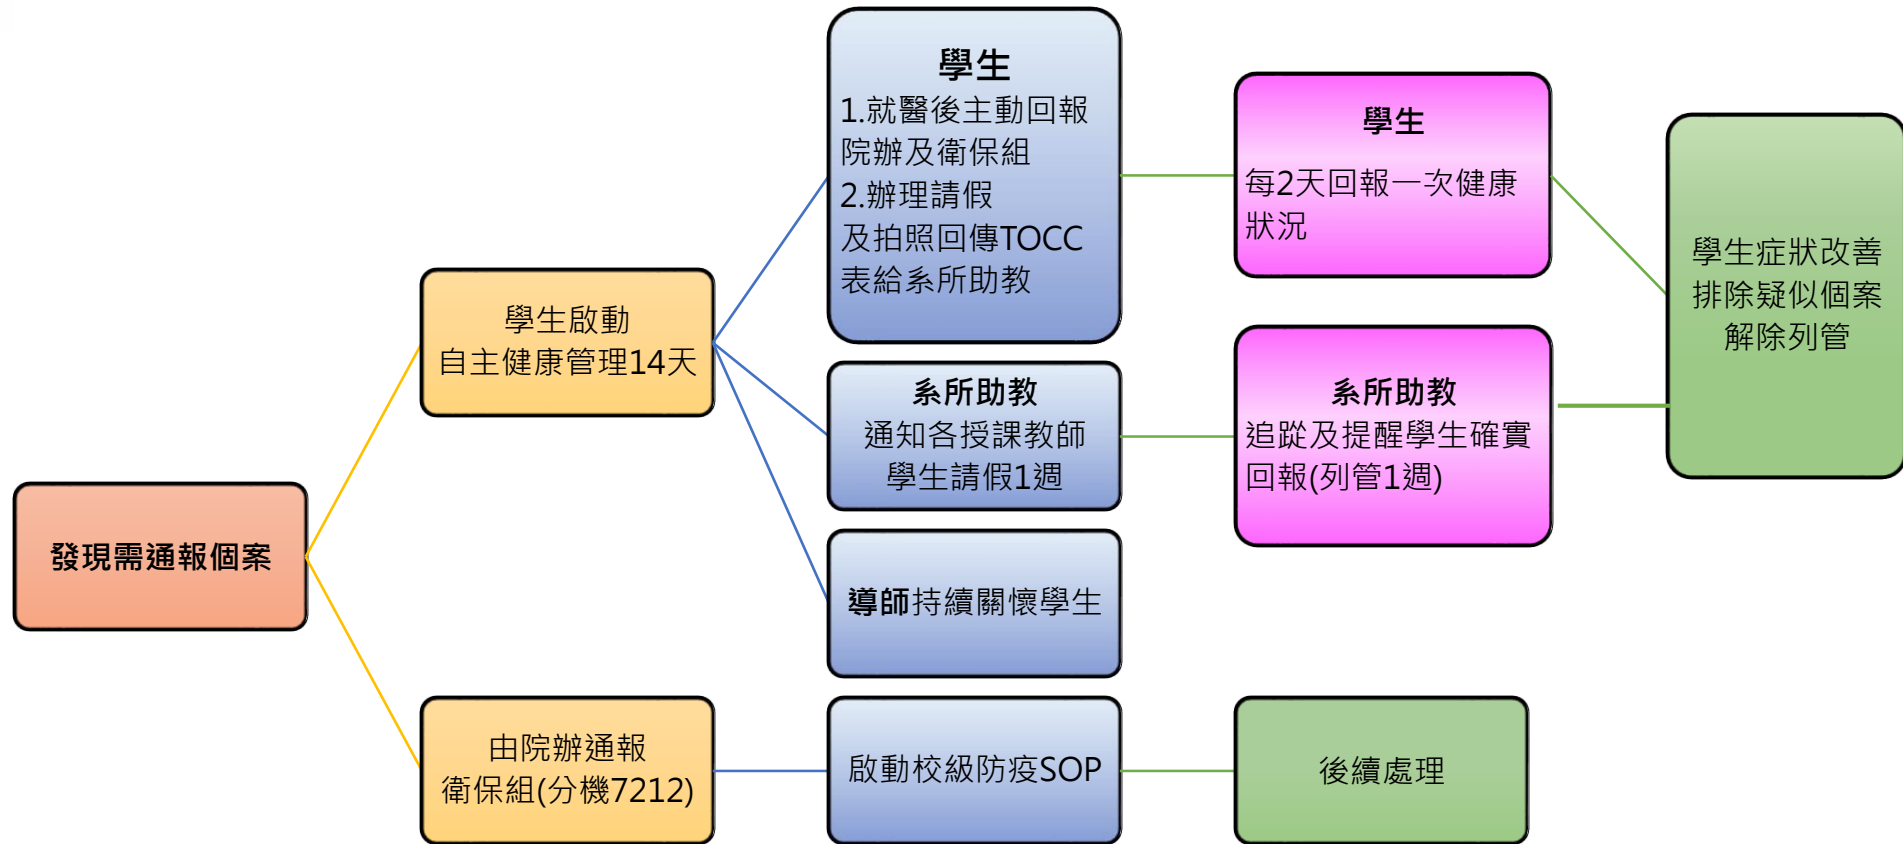 發現需通報個案
學生啟動
自主健康管理14天
由院辦通報
衛保組(分機7212)
學生
1.就醫後主動回報
院辦及衛保組
2.辦理請假
及拍照回傳TOCC
表給系所助教
系所助教
通知各授課教師
學生請假1週
導師持續關懷學生
啟動校級防疫SOP
學生
每2天回報一次健康
狀況
系所助教
追蹤及提醒學生確實
回報(列管1週)
後續處理
學生症狀改善
排除疑似個案
解除列管